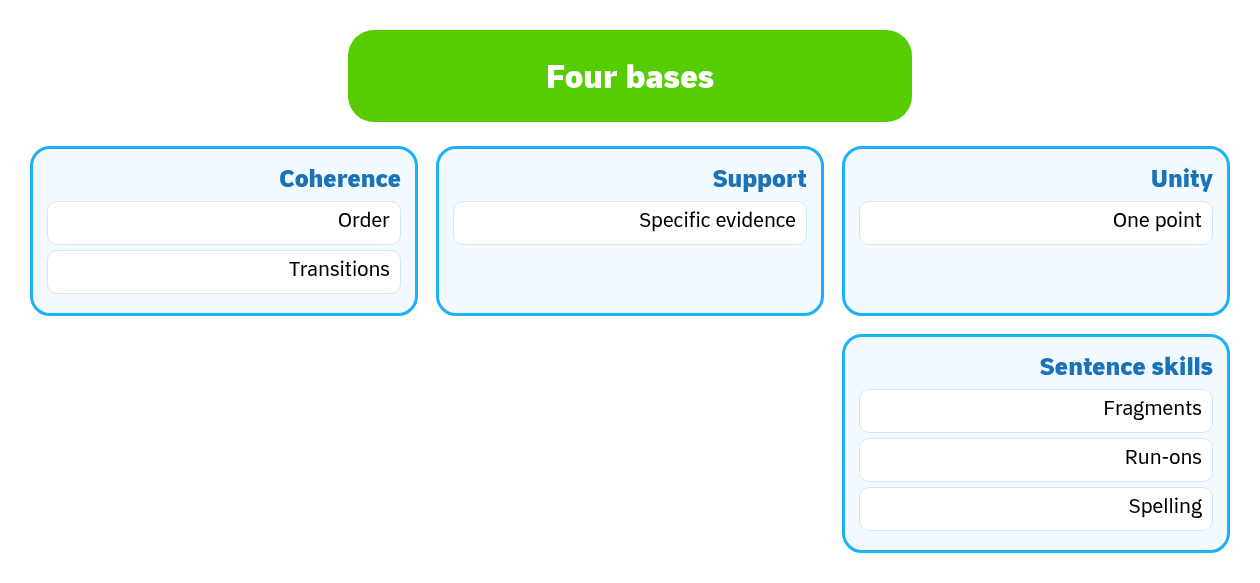 Four bases
Unity
One point
Support
Specific evidence
Coherence
Order
Transitions
Sentence skills
Fragments
Run-ons
Spelling